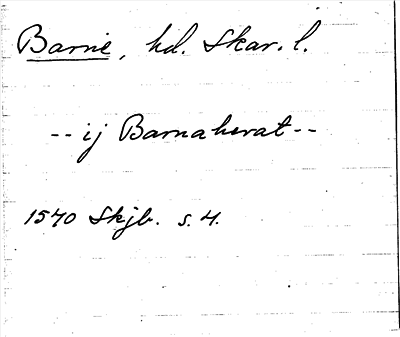 Barne, hd. Skar. l.
-- ij Barnaherat --
1540 Skjb. s. 4.